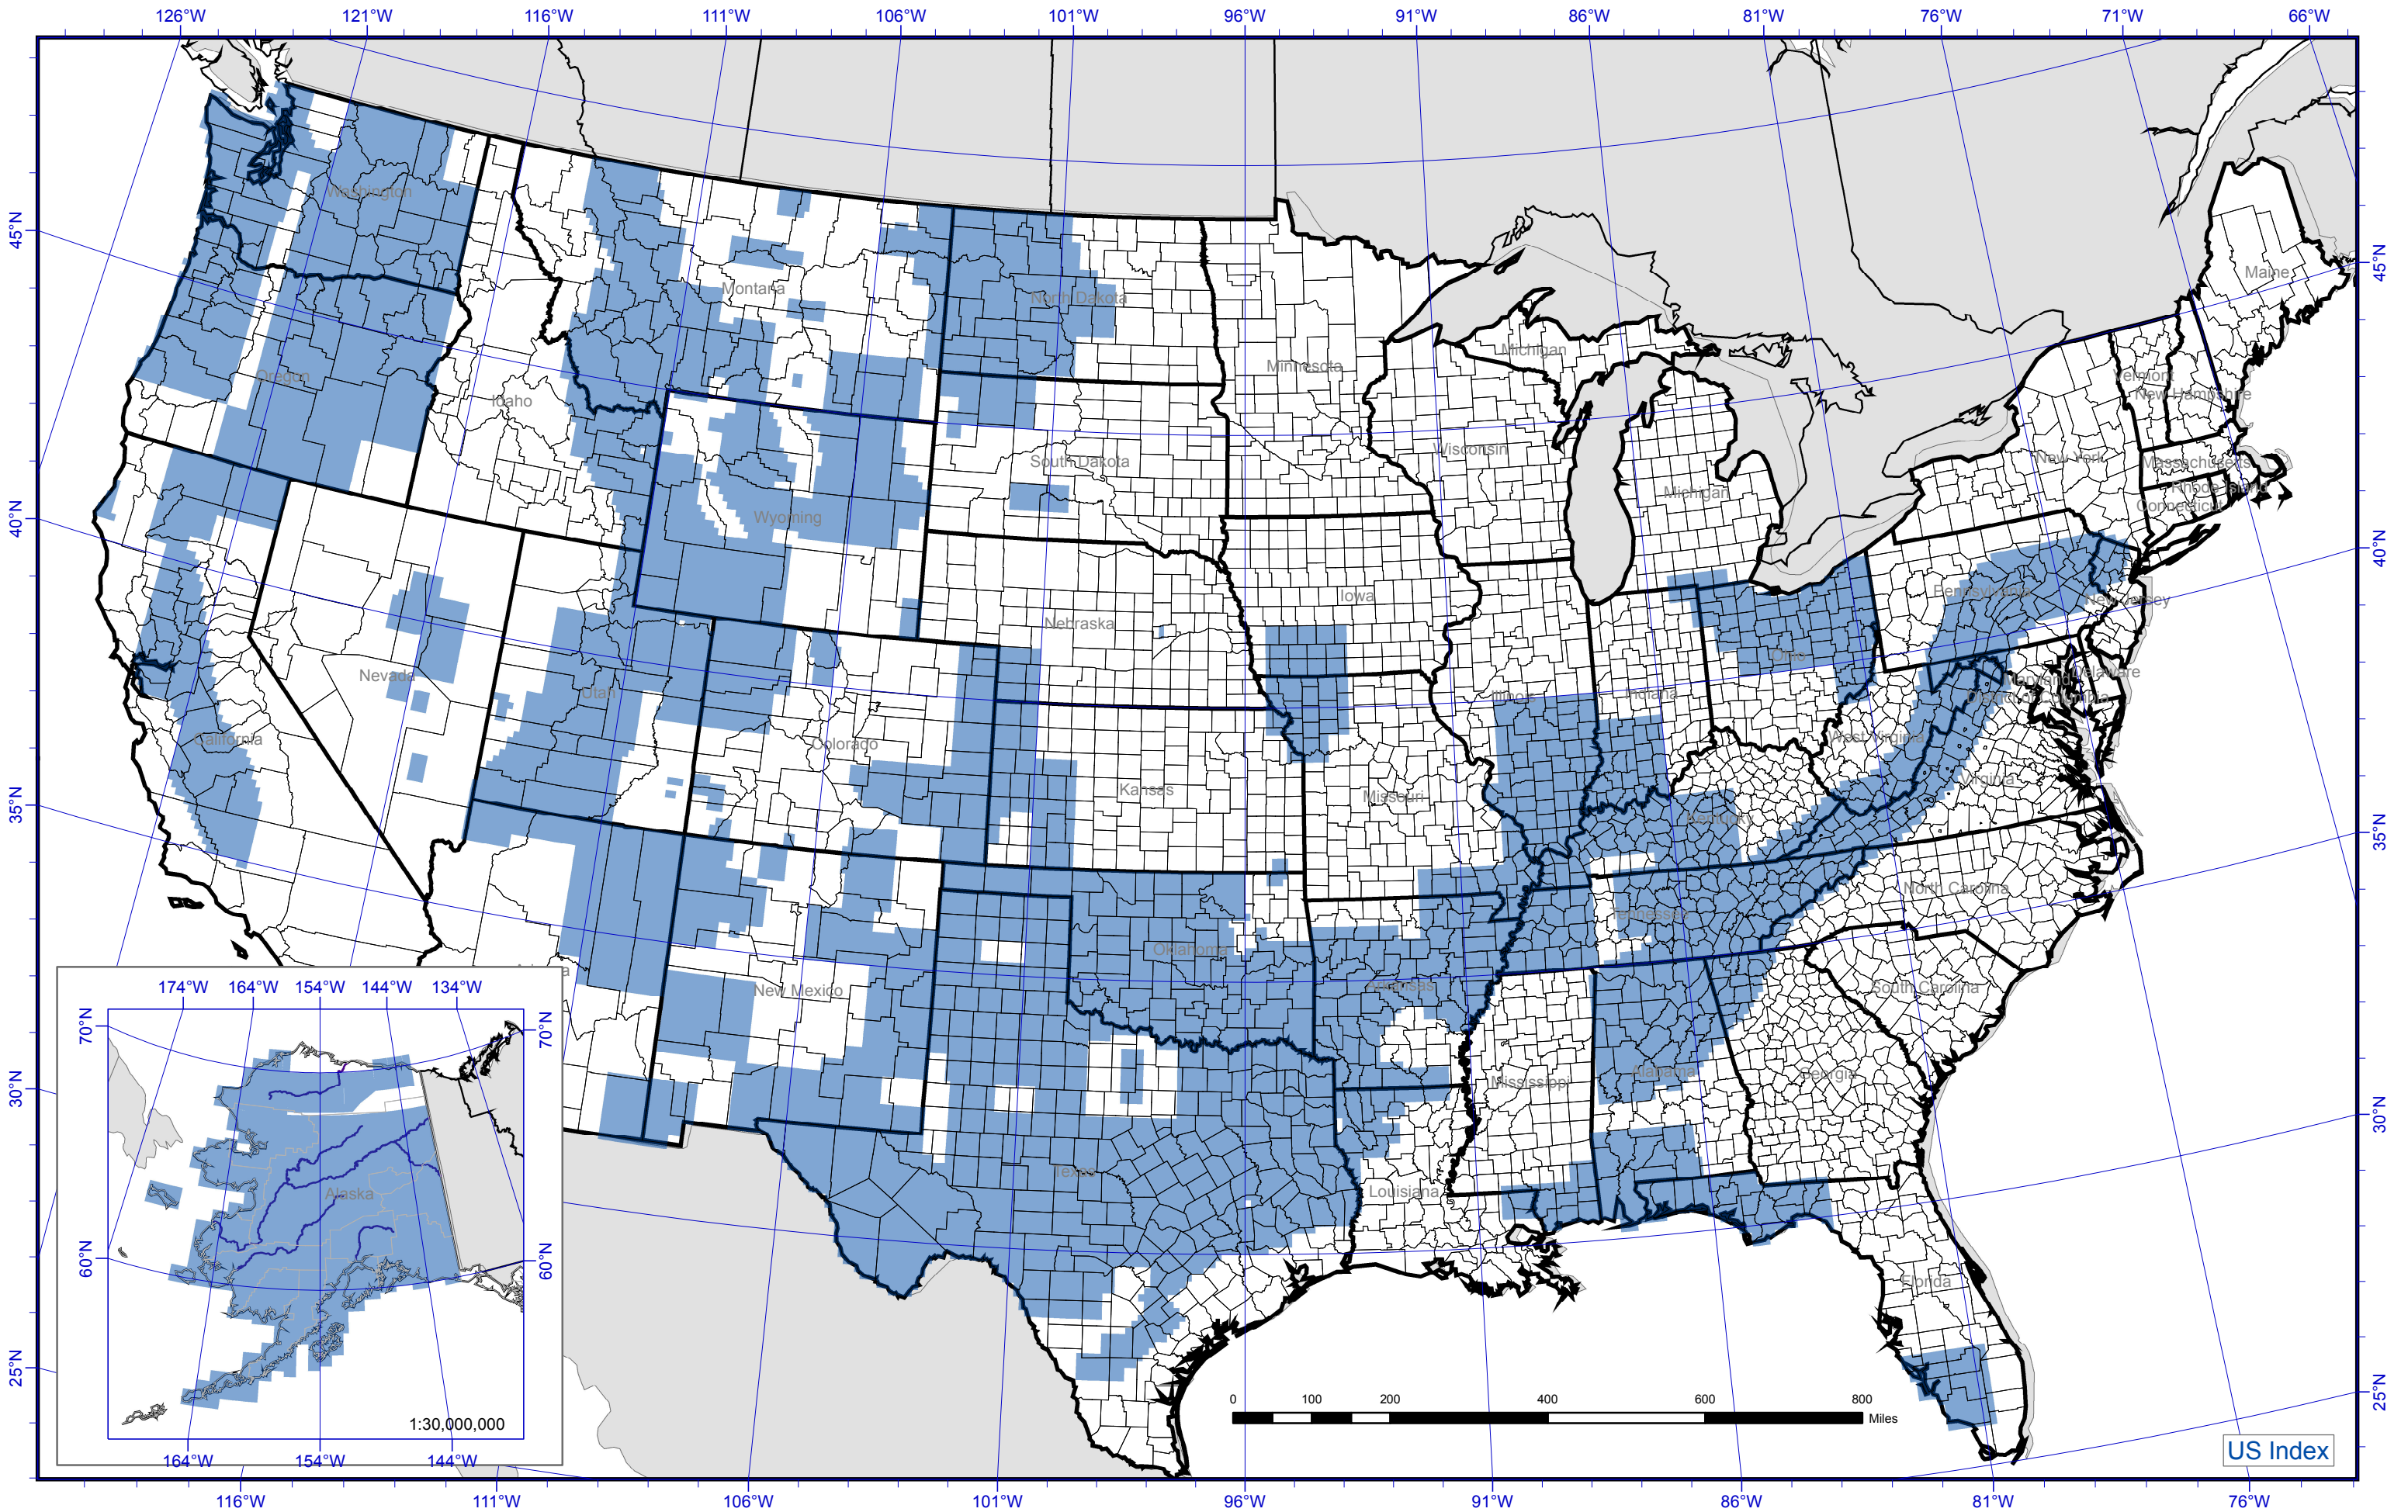 126°W 121°W 116°W 111°W 106°W 101°W 96°W 91°W 86°W 81°W 76°W 71°W 66°W
45°N
40°N
35°N
30°N
25°N
45°N
40°N
35°N
30°N
25°N
Washington
Montana
North Dakota
Minnesota
Michigan
Maine
Vermont
New Hampshire
Oregon
Idaho
South Dakota
Wisconsin
Michigan
New York
Massachusetts
Rhode Island
Connecticut
Wyoming
Iowa
Nebraska
Pennsylvania
New Jersey
Nevada
Utah
Illinois
Indiana
Ohio
Maryland
Delaware
District of Columbia
California
Colorado
Kansas
Missouri
West Virginia
Virginia
Kentucky
Oklahoma
Tennessee
North Carolina
New Mexico
Arkansas
South Carolina
Mississippi
Alabama
Georgia
Texas
Louisiana
Florida
174°W 164°W 154°W 144°W 134°W
70°N
70°N
Alaska
60°N
60°N
1:30,000,000
164°W 154°W 144°W
0 100 200 400 600 800
Miles
US Index
116°W 111°W 106°W 101°W 96°W 91°W 86°W 81°W 76°W